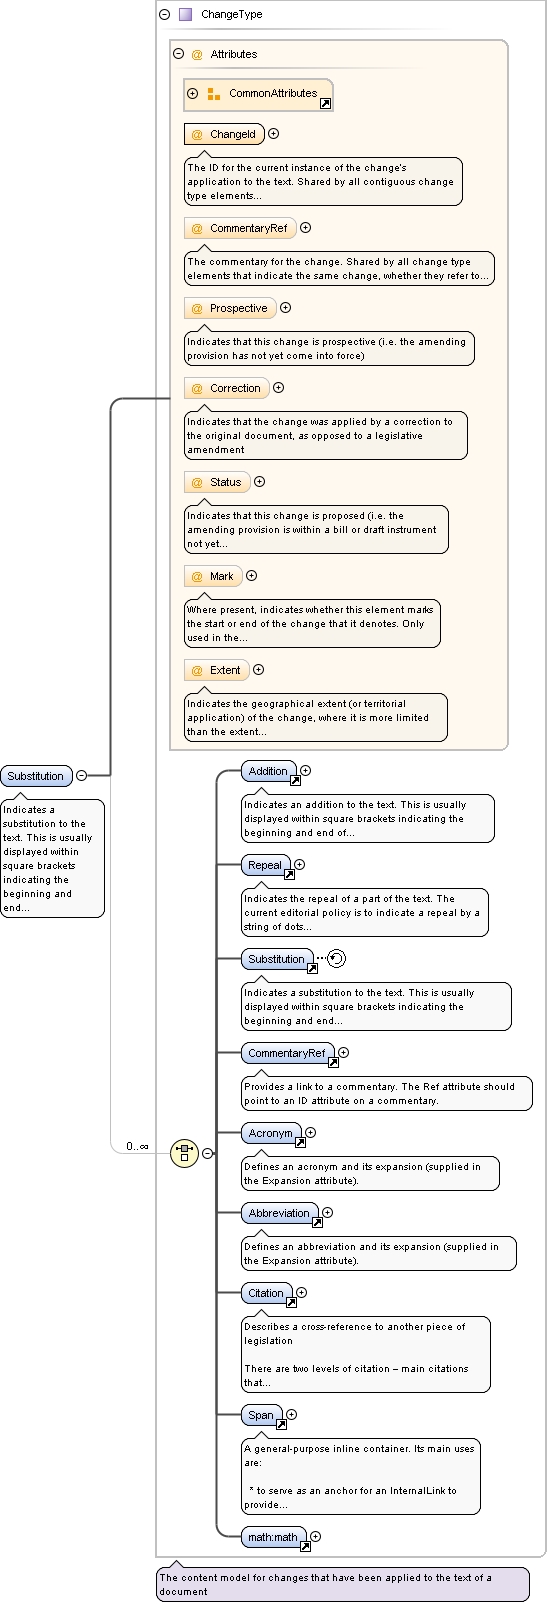 ChangeType
@ Attributes
CommonAttributes
@ ChangeId
The ID for the current instance of the change's
application to the text. Shared by all contiguous change
type elements...
@ CommentaryRef
The commentary for the change. Shared by all change type
elements that indicate the same change, whether they refer to...
@ Prospective
Indicates that this change is prospective (i.e. the amending
provision has not yet come into force)
@ Correction
Indicates that the change was applied by a correction to
the original document, as opposed to a legislative
amendment
@ Status
Indicates that this change is proposed (i.e. the
amending provision is within a bill or draft instrument
not yet...
@ Mark
Where present, indicates whether this element marks
the start or end of the change that it denotes. Only
used in the...
@ Extent
Indicates the geographical extent (or territorial
application) of the change, where it is more limited
than the extent...
Substitution
Indicates a
substitution to the
text. This is usually
displayed within
square brackets
indicating the
beginning and
end...
0..∞
Addition
Indicates an addition to the text. This is usually
displayed within square brackets indicating the
beginning and end of...
Repeal
Indicates the repeal of a part of the text. The
current editorial policy is to indicate a repeal by a
string of dots...
Substitution
Indicates a substitution to the text. This is usually
displayed within square brackets indicating the
beginning and end...
CommentaryRef
Provides a link to a commentary. The Ref attribute should
point to an ID attribute on a commentary.
Acronym
Defines an acronym and its expansion (supplied in
the Expansion attribute).
Abbreviation
Defines an abbreviation and its expansion (supplied in
the Expansion attribute).
Citation
Describes a cross-reference to another piece of
legislation
There are two levels of citation – main citations
that...
Span
A general-purpose inline container. Its main uses
are:
* to serve as an anchor for an InternalLink to
provide...
math:math
The content model for changes that have been applied to the text of a
document